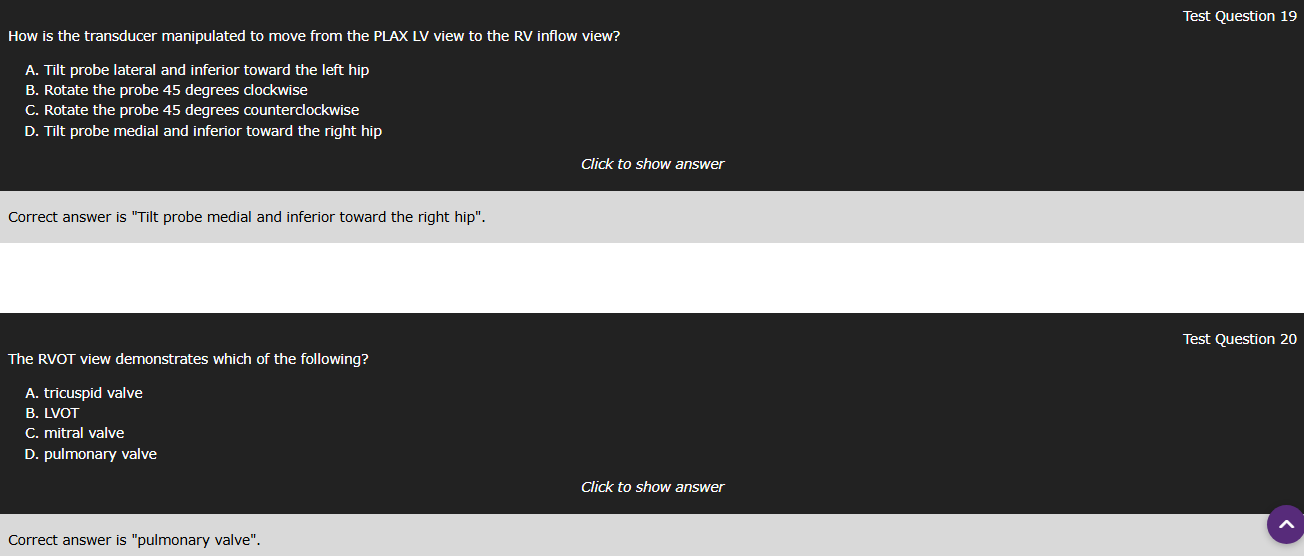 Test Question 19
How is the transducer manipulated to move from the PLAX LV view to the RV inflow view?
A. Tilt probe lateral and inferior toward the left hip
B. Rotate the probe 45 degrees clockwise
C. Rotate the probe 45 degrees counterclockwise
D. Tilt probe medial and inferior toward the right hip
Click to show answer
Correct answer is "Tilt probe medial and inferior toward the right hip".
Test Question 20
The RVOT view demonstrates which of the following?
A. tricuspid valve
B. LVOT
C. mitral valve
D. pulmonary valve
Click to show answer
Correct answer is "pulmonary valve".